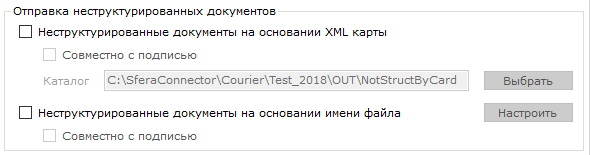 Отправка неструктурированных документов
Неструктурированные документы на основании XML карты
Совместно с подписью
Каталог C:\SferaConnector\Courier\Test_2018\OUT\NotStructByCard Выбрать
Неструктурированные документы на основании имени файла Настроить
Совместно с подписью